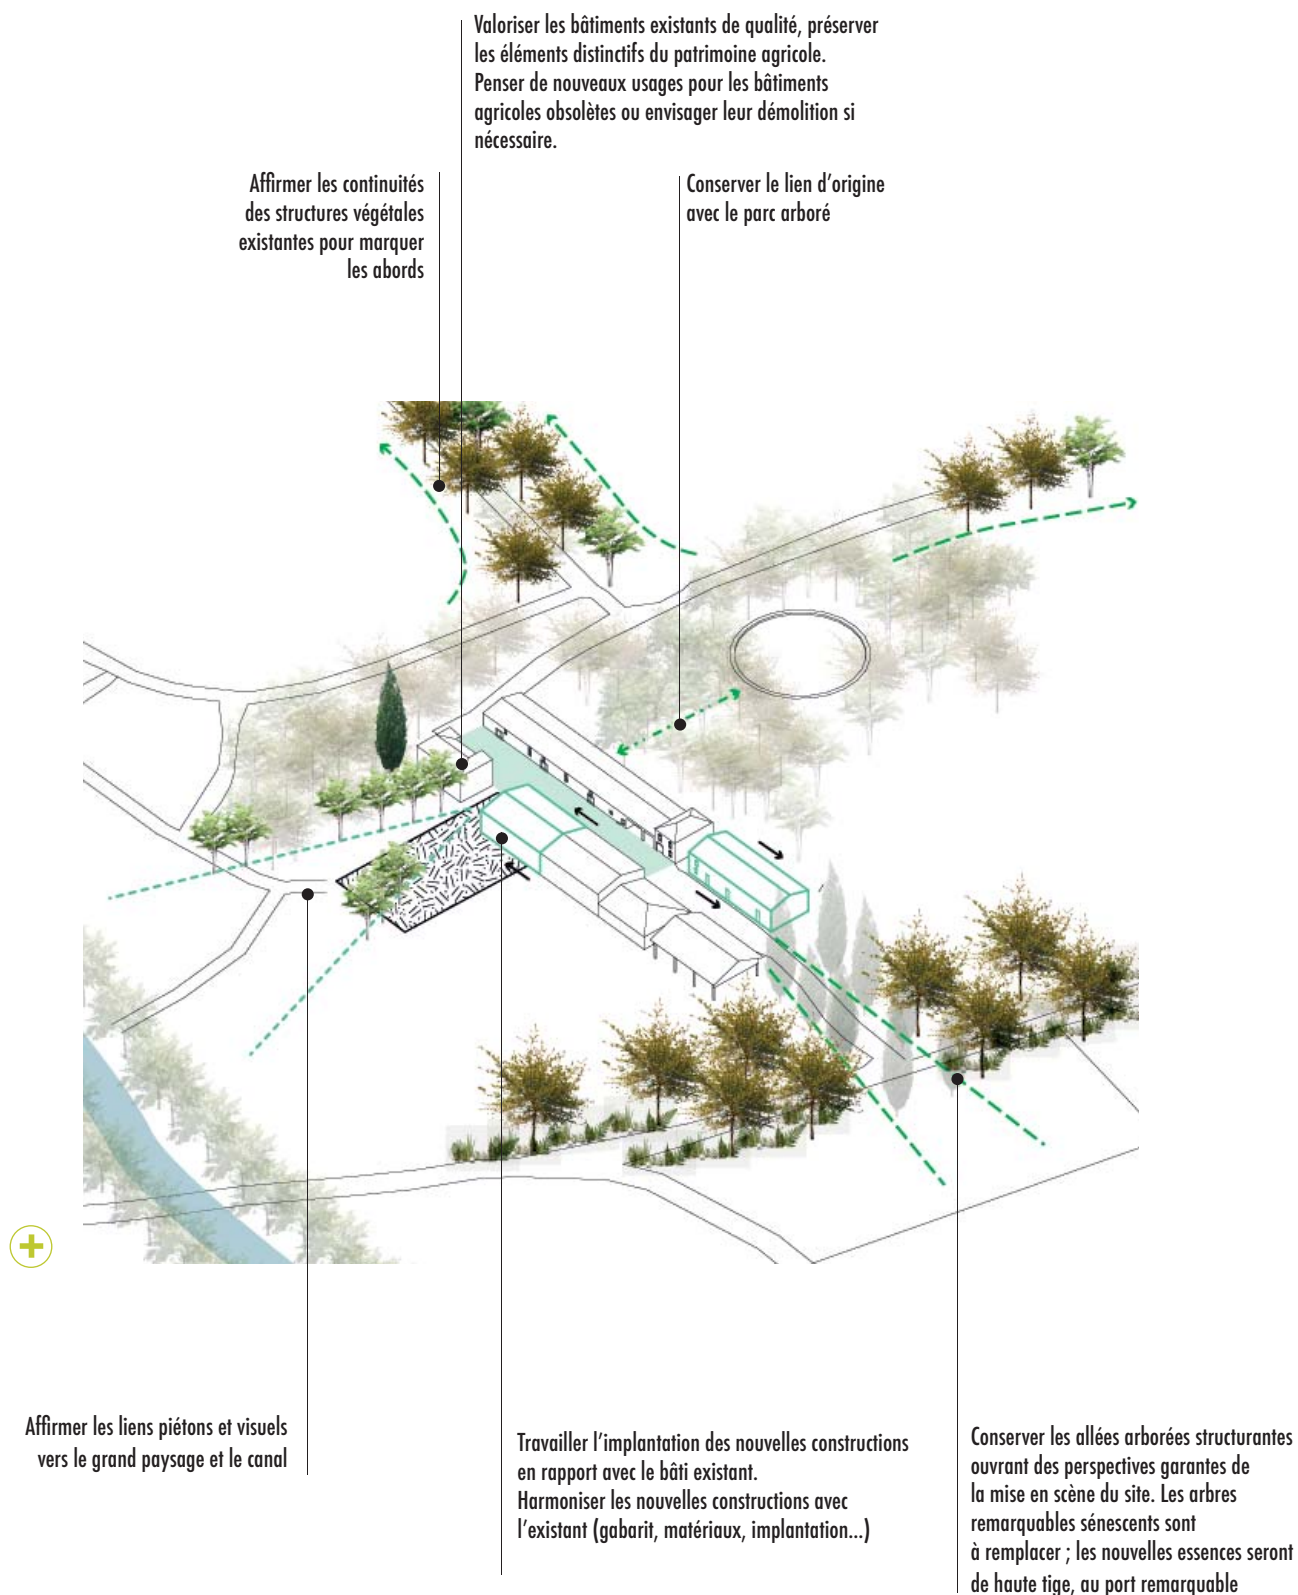 Valoriser les bâtiments existants de qualité, préserver
les éléments distinctifs du patrimoine agricole.
Penser de nouveaux usages pour les bâtiments
agricoles obsolètes ou envisager leur démolition si
nécessaire.
Affirmer les continuités
des structures végétales
existantes pour marquer
les abords
Conserver le lien d'origine
avec le parc arboré
Affirmer les liens piétons et visuels
vers le grand paysage et le canal
Travailler l'implantation des nouvelles constructions
en rapport avec le bâti existant.
Harmoniser les nouvelles constructions avec
l'existant (gabarit, matériaux, implantation...)
Conserver les allées arborées structurantes
ouvrant des perspectives garantes de
la mise en scène du site. Les arbres
remarquables sénescents sont
à remplacer ; les nouvelles essences seront
de haute tige, au port remarquable